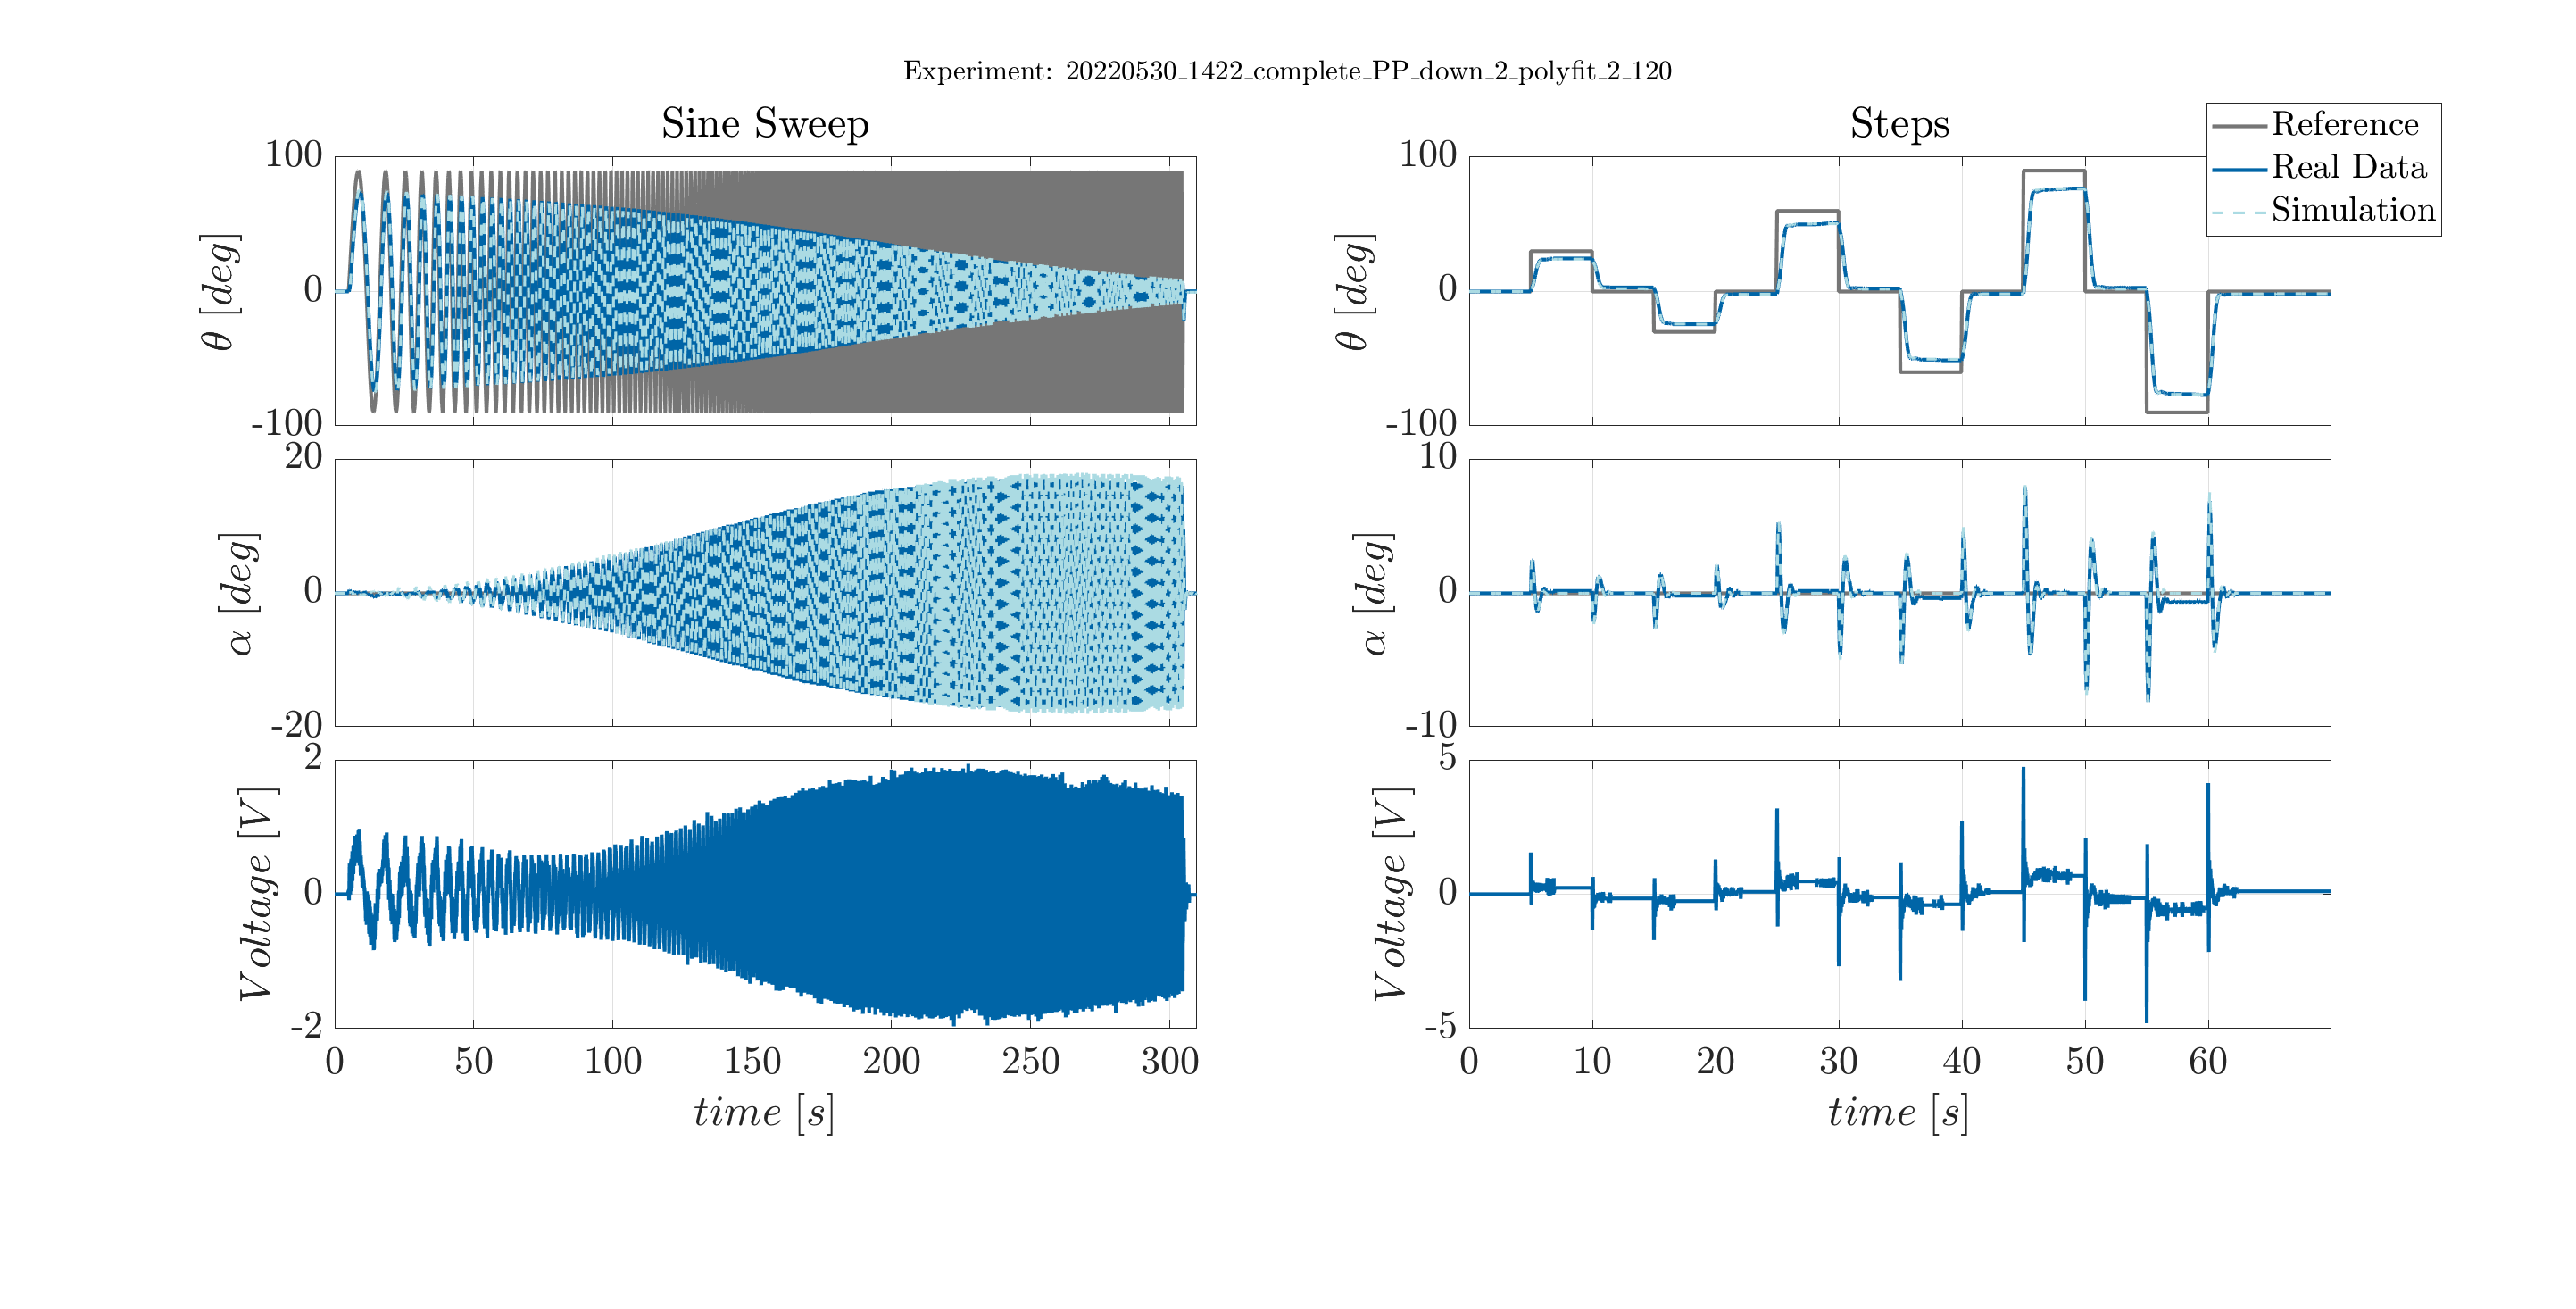 Experiment: 20220530_1422_complete_PP_down_2_polyfit_2_120
Sine Sweep
100
0
-100
θ [deg]
20
0
-20
α [deg]
2
0
-2
Voltage [V]
0 50 100 150 200 250 300
time [s]
Steps
Reference
Real Data
Simulation
100
0
-100
θ [deg]
10
0
-10
α [deg]
5
0
-5
Voltage [V]
0 10 20 30 40 50 60
time [s]